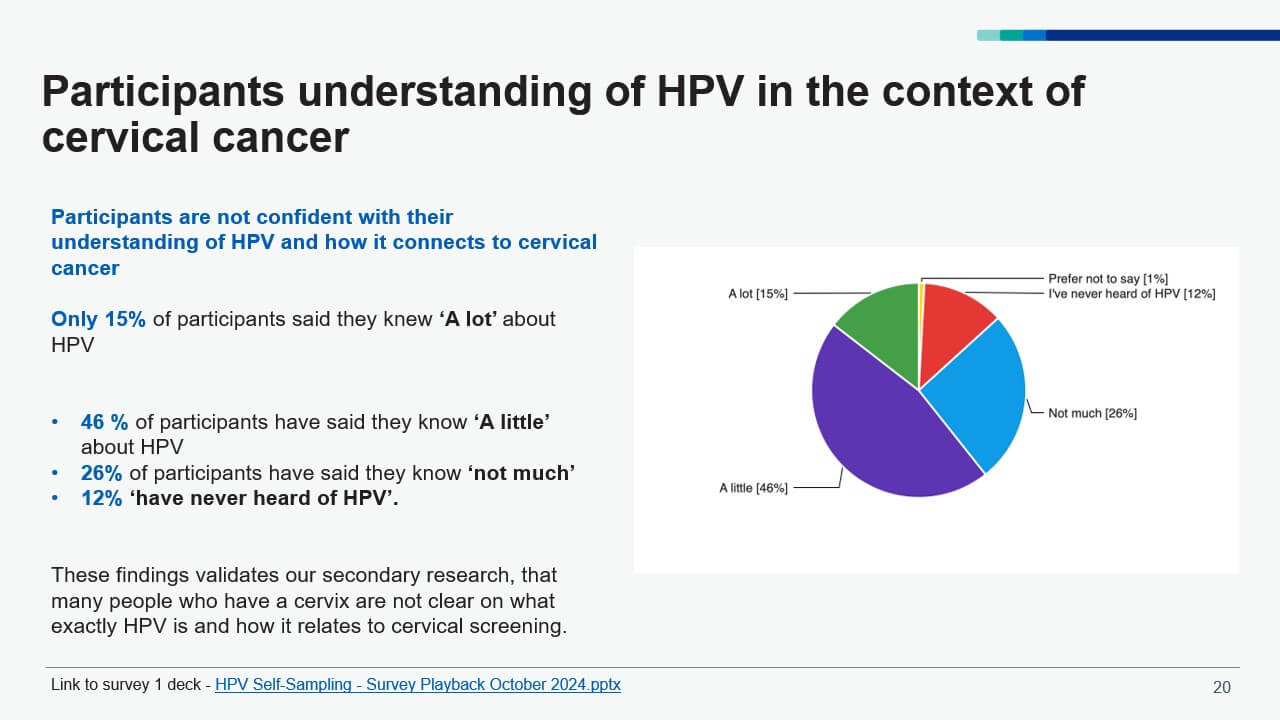 Participants understanding of HPV in the context of
cervical cancer
Participants are not confident with their
understanding of HPV and how it connects to cervical
cancer
Only 15% of participants said they knew ‘A lot’ about
HPV
• 46 % of participants have said they know ‘A little’
about HPV
• 26% of participants have said they know ‘not much’
• 12% ‘have never heard of HPV’.
These findings validates our secondary research, that
many people who have a cervix are not clear on what
exactly HPV is and how it relates to cervical screening.
Prefer not to say [1%]
A lot [15%]
I've never heard of HPV [12%]
Not much [26%]
A little [46%]
Link to survey 1 deck - HPV Self-Sampling - Survey Playback October 2024.pptx
20